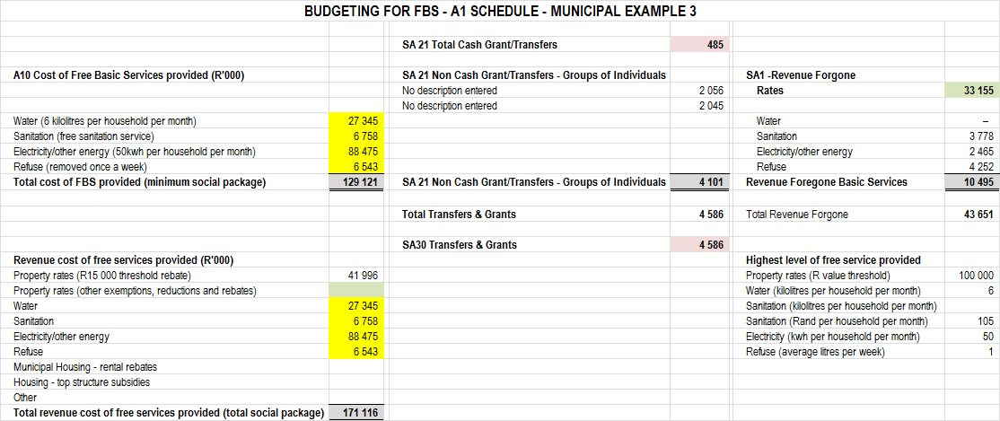 BUDGETING FOR FBS - A1 SCHEDULE - MUNICIPAL EXAMPLE 3
SA 21 Total Cash Grant/Transfers 485
A10 Cost of Free Basic Services provided (R'000) SA 21 Non Cash Grant/Transfers - Groups of Individuals SA1 -Revenue Forgone
No description entered 2 056 Rates 33 155
No description entered 2 045
Water (6 kilolitres per household per month) 27 345 Water –
Sanitation (free sanitation service) 6 758 Sanitation 3 778
Electricity/other energy (50kwh per household per month) 88 475 Electricity/other energy 2 465
Refuse (removed once a week) 6 543 Refuse 4 252
Total cost of FBS provided (minimum social package) 129 121 SA 21 Non Cash Grant/Transfers - Groups of Individuals 4 101 Revenue Foregone Basic Services 10 495
Total Transfers & Grants 4 586 Total Revenue Forgone 43 651
SA30 Transfers & Grants 4 586
Revenue cost of free services provided (R'000) Highest level of free service provided
Property rates (R15 000 threshold rebate) 41 996 Property rates (R value threshold) 100 000
Property rates (other exemptions, reductions and rebates) Water (kilolitres per household per month) 6
Water 27 345 Sanitation (kilolitres per household per month)
Sanitation 6 758 Sanitation (Rand per household per month) 105
Electricity/other energy 88 475 Electricity (kwh per household per month) 50
Refuse 6 543 Refuse (average litres per week) 1
Municipal Housing - rental rebates
Housing - top structure subsidies
Other
Total revenue cost of free services provided (total social package) 171 116